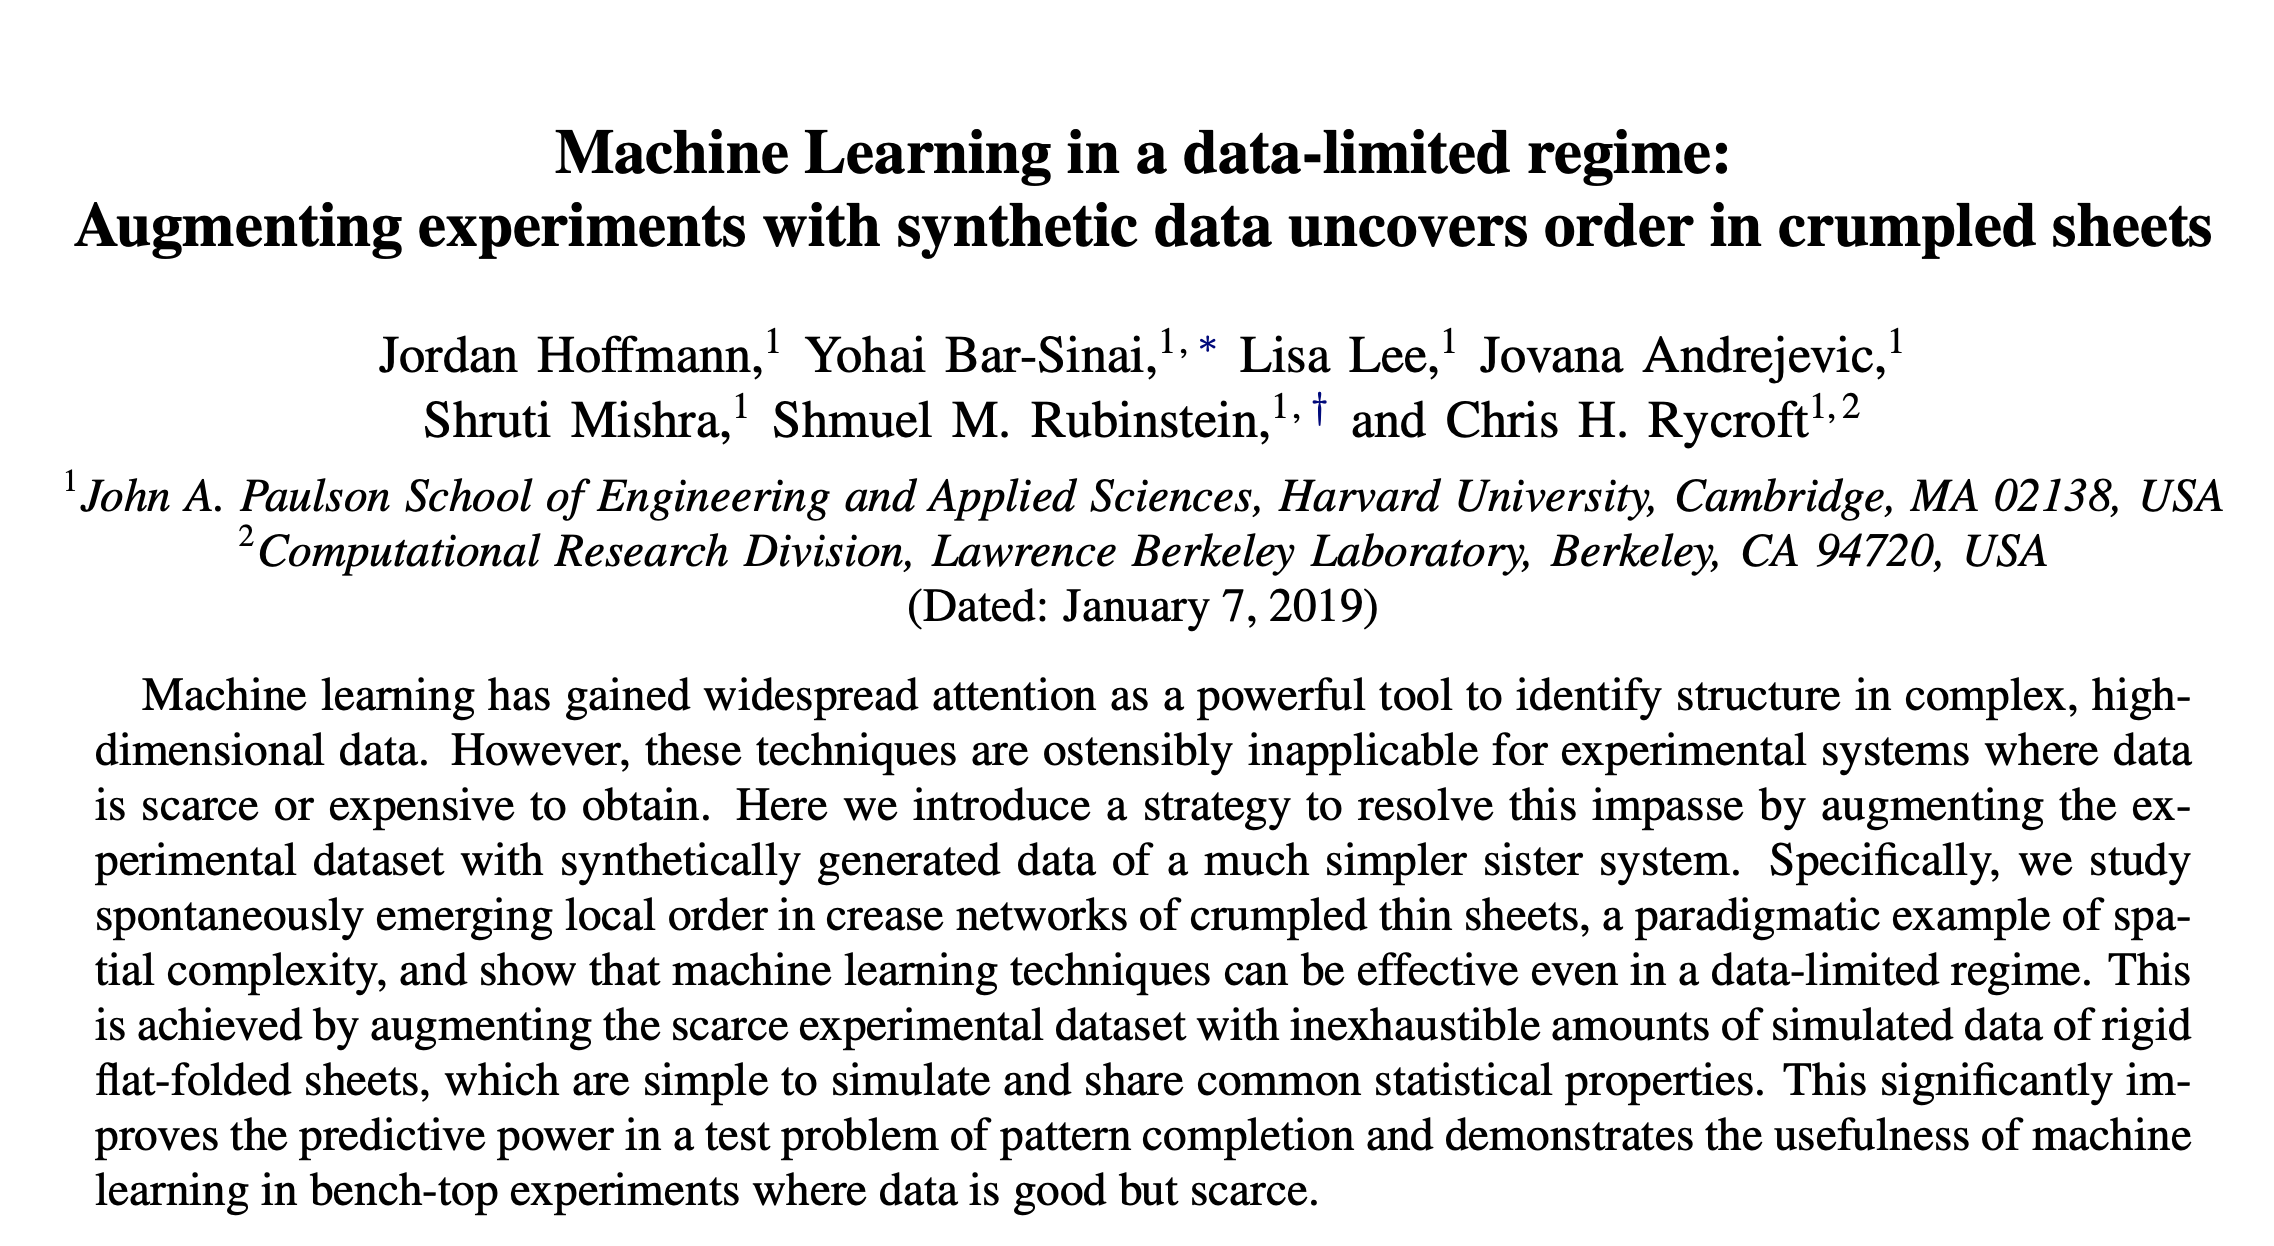 Machine Learning in a data-limited regime:
Augmenting experiments with synthetic data uncovers order in crumpled sheets
Jordan Hoffmann,1 Yohai Bar-Sinai,1, * Lisa Lee,1 Jovana Andrejevic,1
Shruti Mishra,1 Shmuel M. Rubinstein,1, † and Chris H. Rycroft1, 2
1John A. Paulson School of Engineering and Applied Sciences, Harvard University, Cambridge, MA 02138, USA
2Computational Research Division, Lawrence Berkeley Laboratory, Berkeley, CA 94720, USA
(Dated: January 7, 2019)
Machine learning has gained widespread attention as a powerful tool to identify structure in complex, high-
dimensional data. However, these techniques are ostensibly inapplicable for experimental systems where data
is scarce or expensive to obtain. Here we introduce a strategy to resolve this impasse by augmenting the ex-
perimental dataset with synthetically generated data of a much simpler sister system. Specifically, we study
spontaneously emerging local order in crease networks of crumpled thin sheets, a paradigmatic example of spa-
tial complexity, and show that machine learning techniques can be effective even in a data-limited regime. This
is achieved by augmenting the scarce experimental dataset with inexhaustible amounts of simulated data of rigid
flat-folded sheets, which are simple to simulate and share common statistical properties. This significantly im-
proves the predictive power in a test problem of pattern completion and demonstrates the usefulness of machine
learning in bench-top experiments where data is good but scarce.